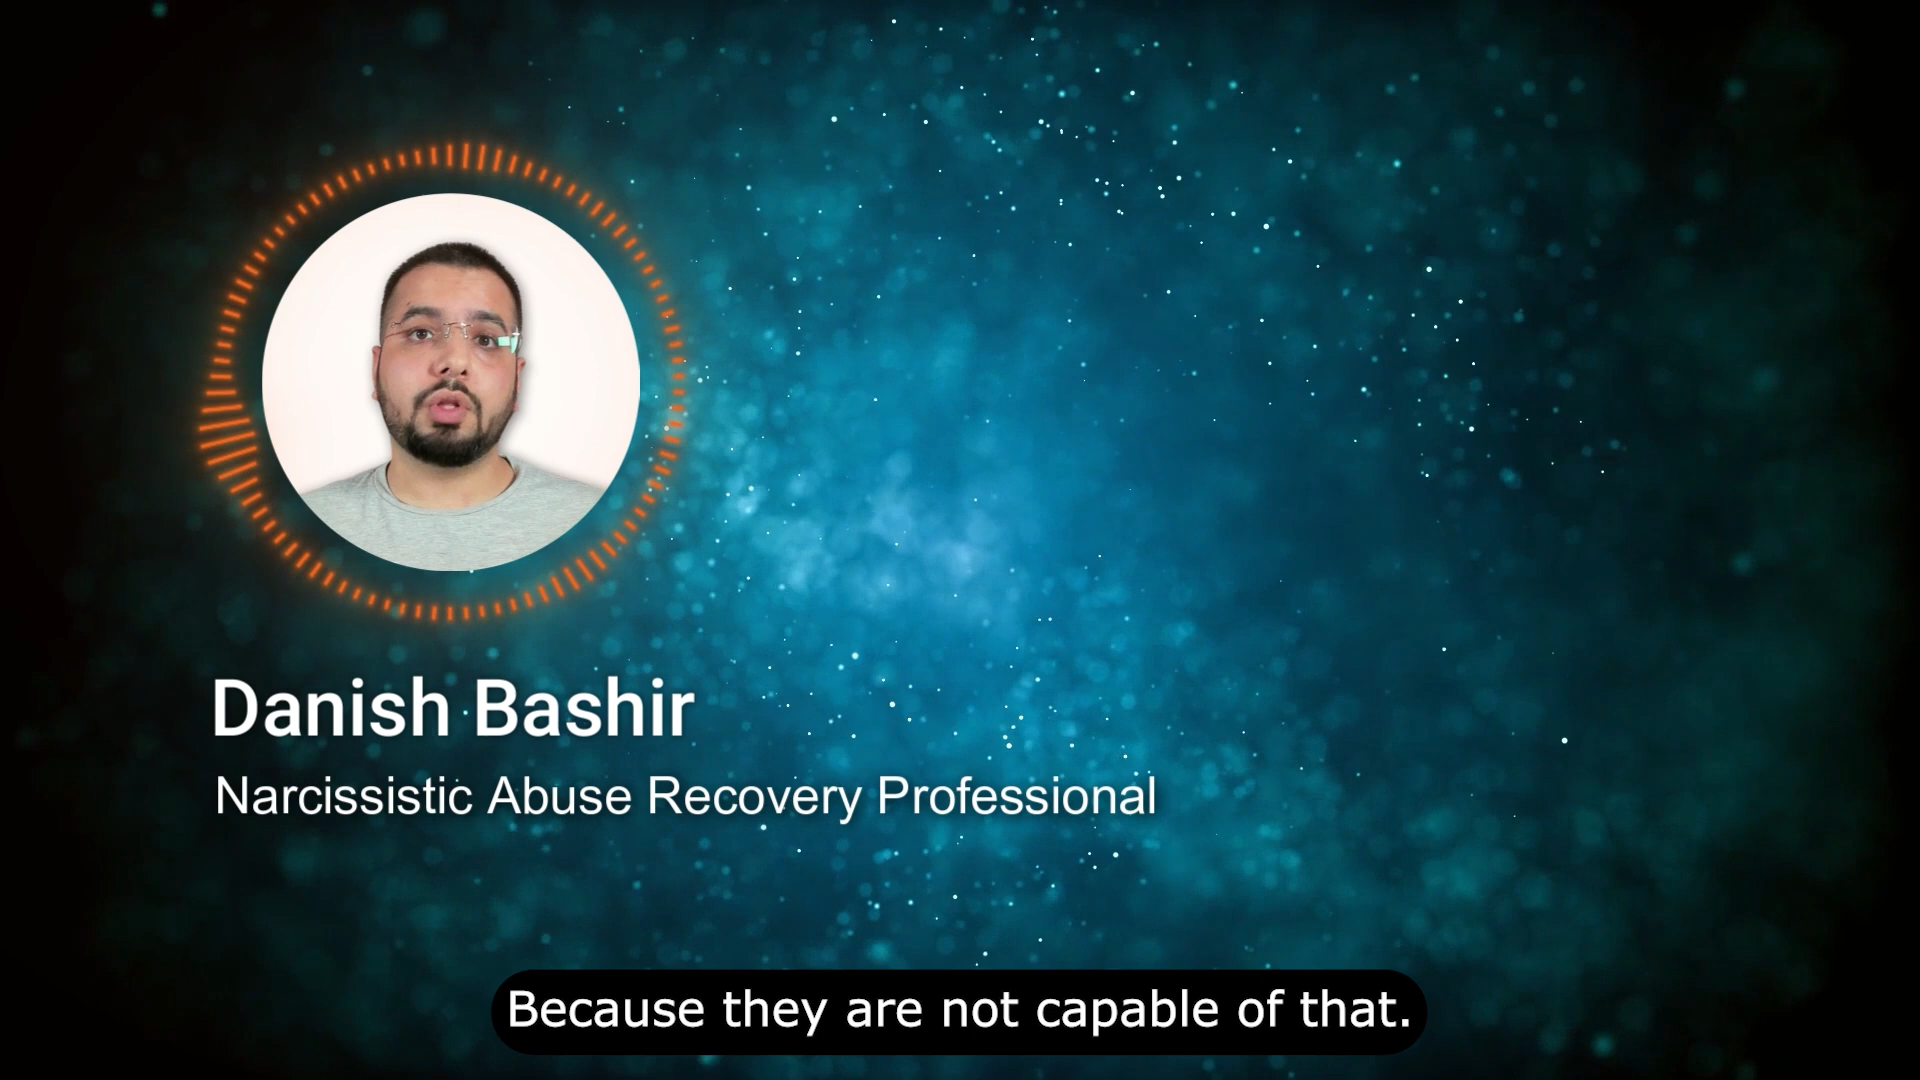 Danish Bashir
Narcissistic Abuse Recovery Professional
Because they are not capable of that.